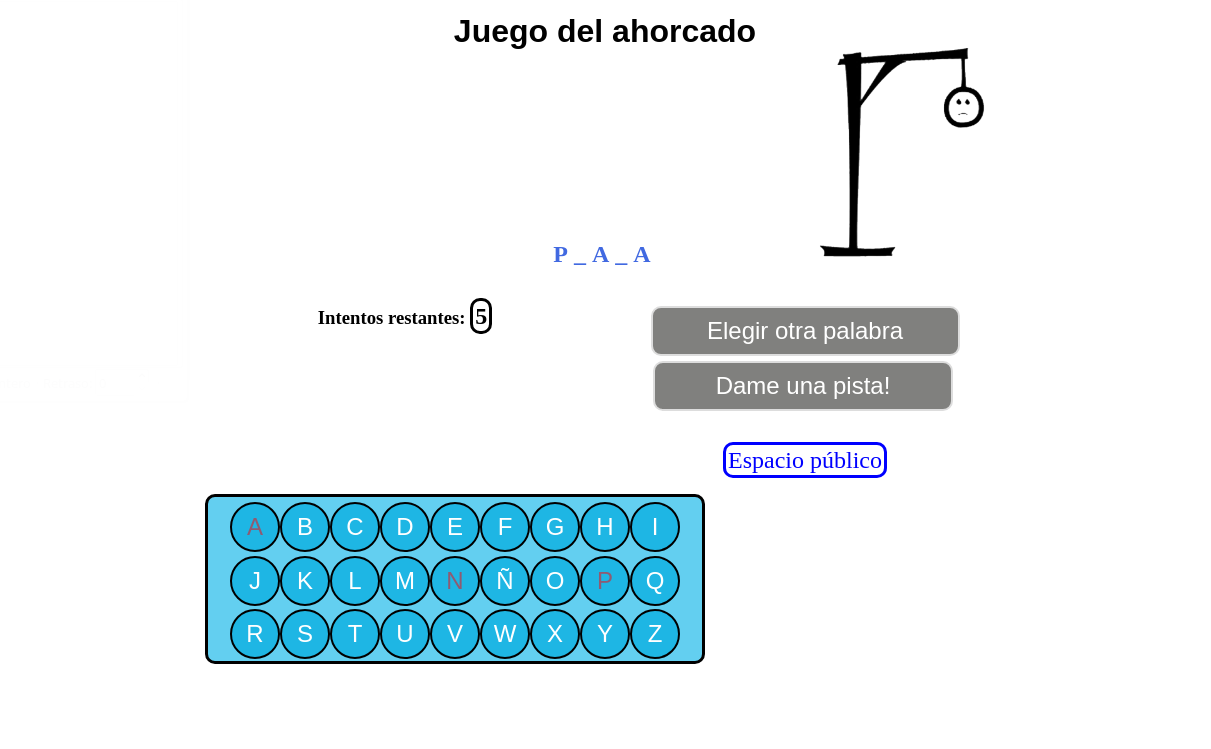 Juego del ahorcado
P _ A _ A
Intentos restantes: 5
Elegir otra palabra
Dame una pista!
Espacio público
A B C D E F G H I
J K L M N Ñ O P Q
R S T U V W X Y Z